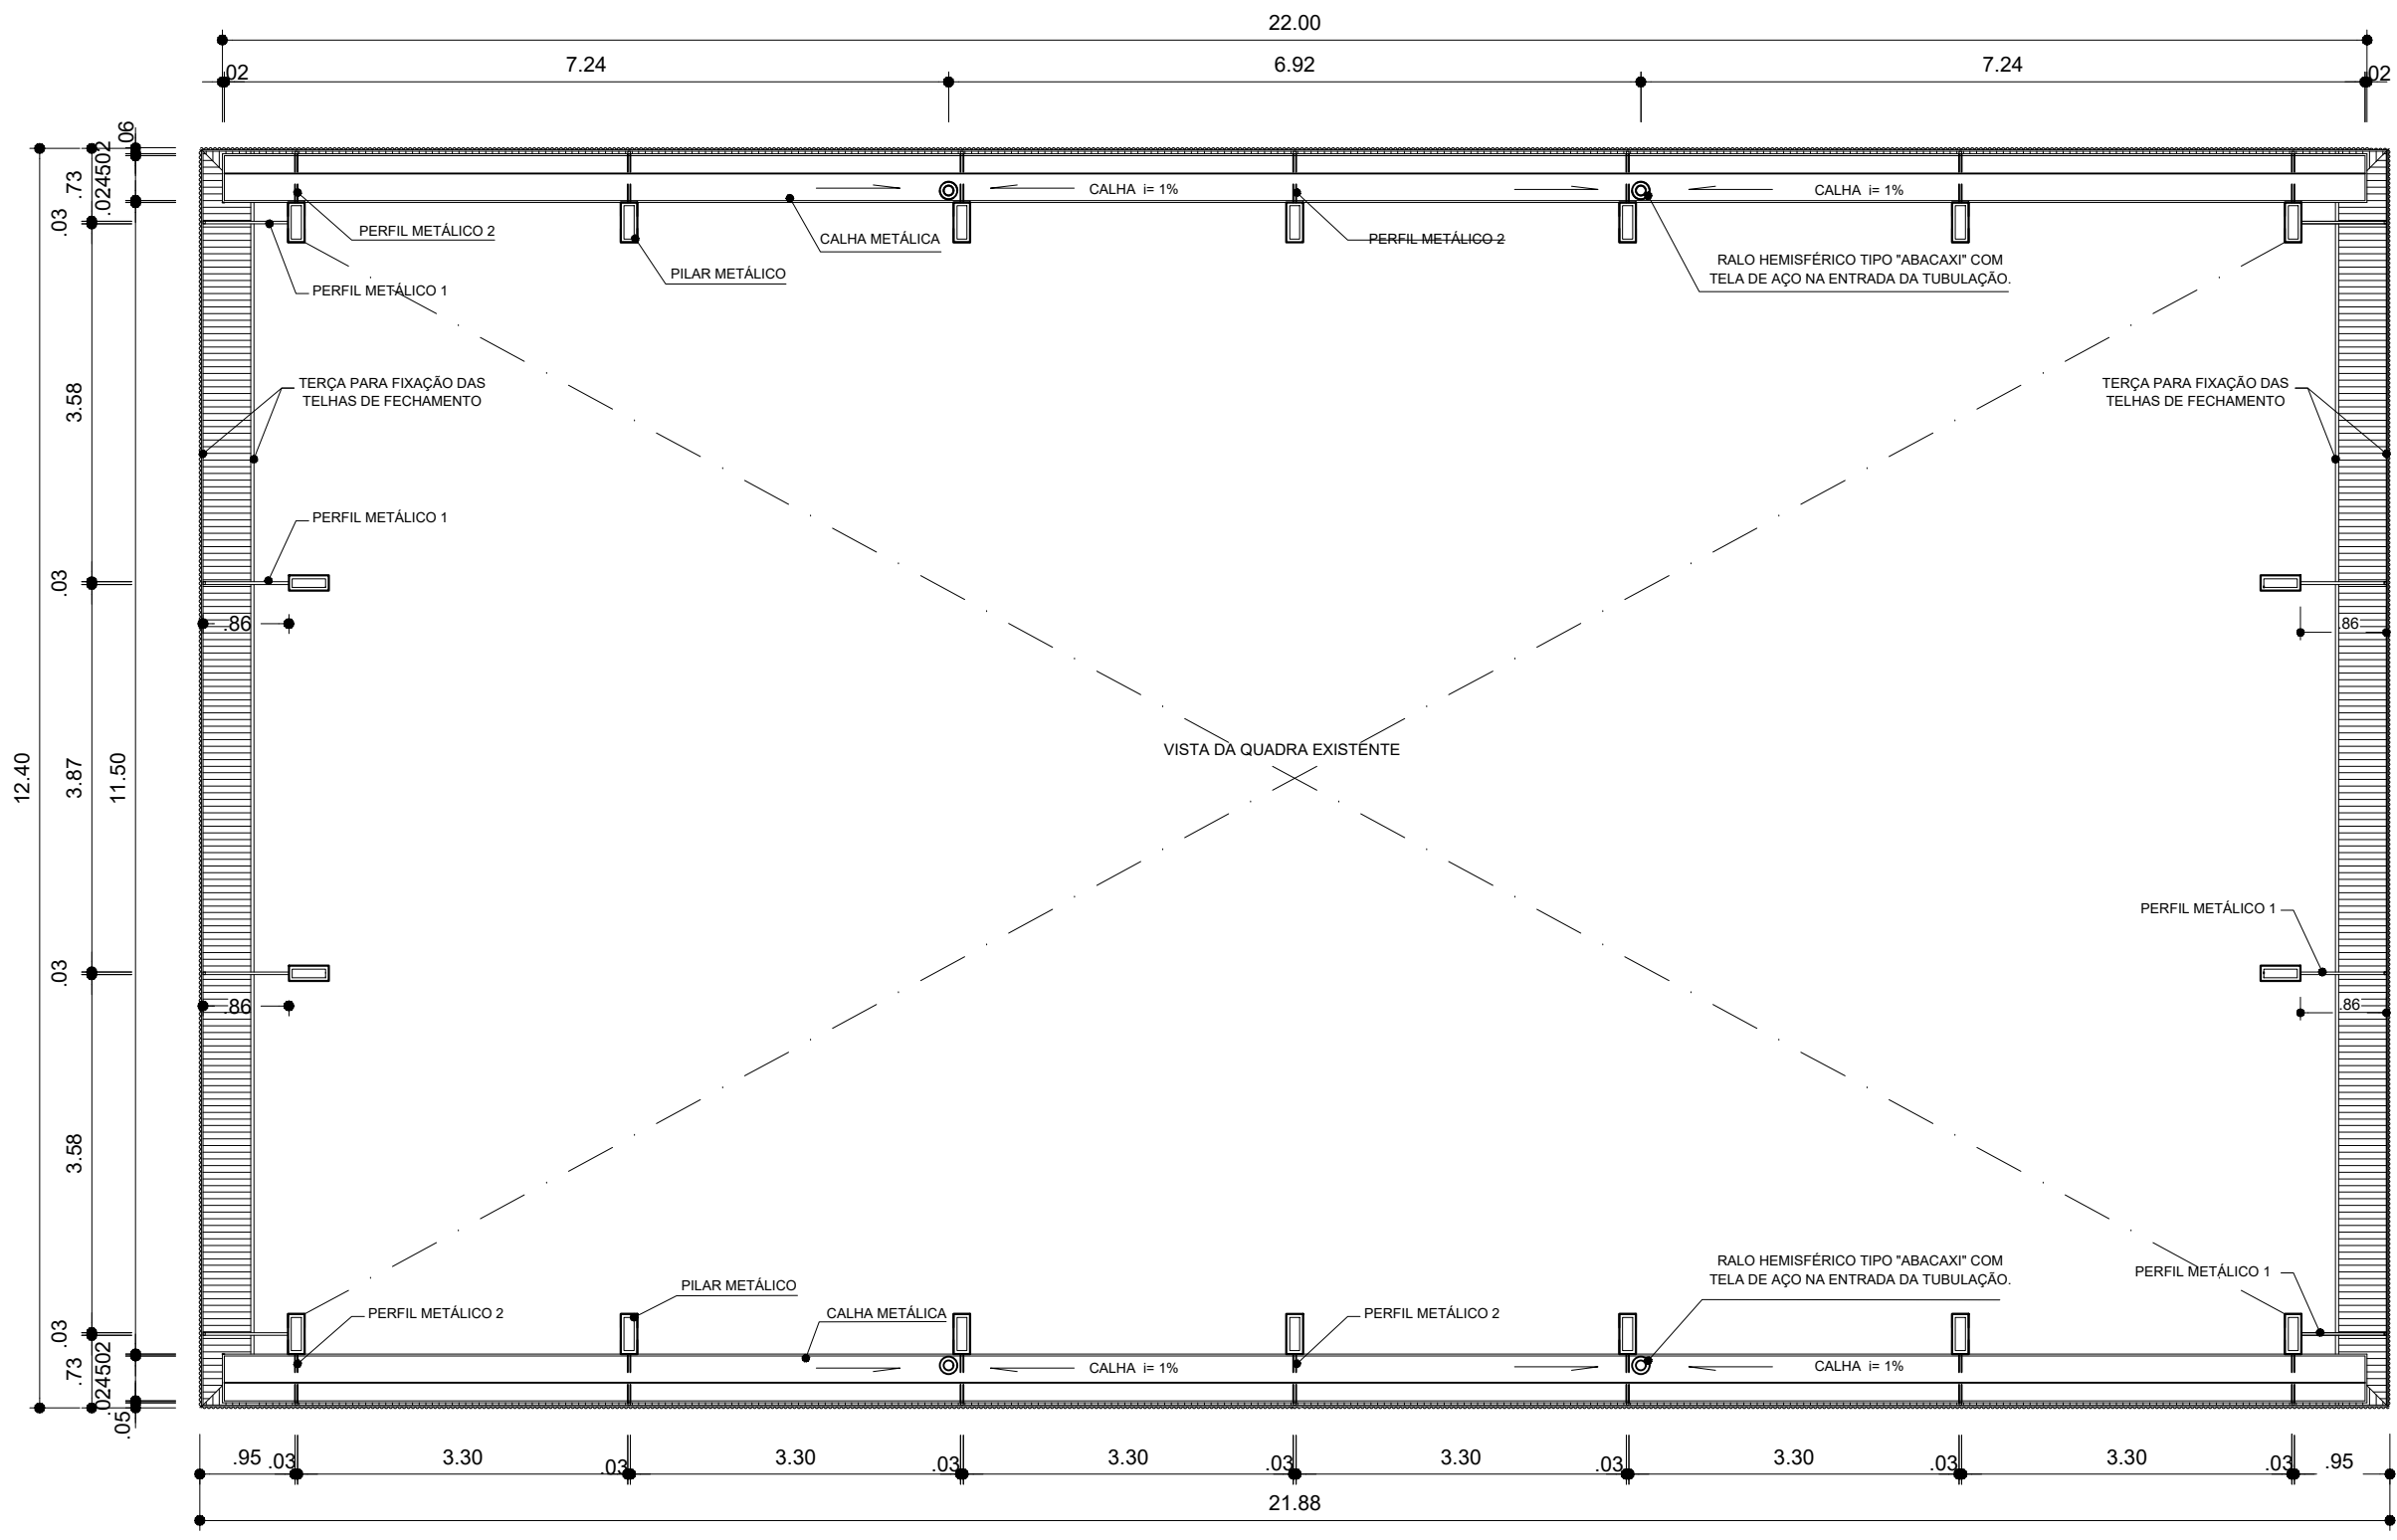 22.00
.02
7.24
6.92
7.24
.02
.06
.024502
.73
.03
CALHA i= 1%
CALHA i= 1%
PERFIL METÁLICO 2
CALHA METÁLICA
PERFIL METÁLICO 2
PILAR METÁLICO
RALO HEMISFÉRICO TIPO "ABACAXI" COM
TELA DE AÇO NA ENTRADA DA TUBULAÇÃO.
PERFIL METÁLICO 1
TERÇA PARA FIXAÇÃO DAS
TELHAS DE FECHAMENTO
TERÇA PARA FIXAÇÃO DAS
TELHAS DE FECHAMENTO
3.58
PERFIL METÁLICO 1
.03
.86
.86
VISTA DA QUADRA EXISTENTE
12.40
3.87
11.50
PERFIL METÁLICO 1
.03
.86
.86
3.58
RALO HEMISFÉRICO TIPO "ABACAXI" COM
TELA DE AÇO NA ENTRADA DA TUBULAÇÃO.
PERFIL METÁLICO 1
PILAR METÁLICO
PERFIL METÁLICO 2
CALHA METÁLICA
PERFIL METÁLICO 2
.03
.73
.024502
.05
CALHA i= 1%
CALHA i= 1%
.95
.03
3.30
.03
3.30
.03
3.30
.03
3.30
.03
3.30
.03
3.30
.03
.95
21.88